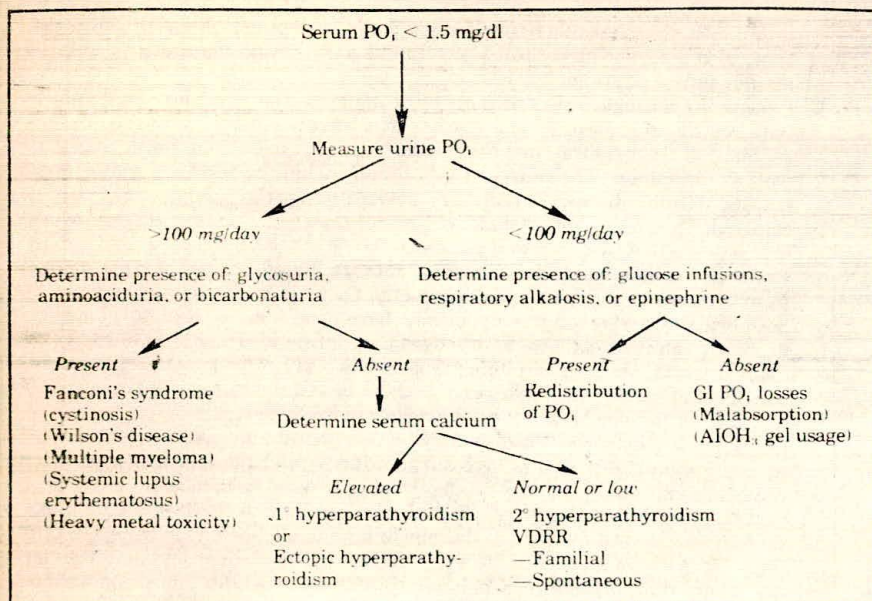 Serum PO₄ < 1.5 mg/dl
Measure urine PO₄
>100 mg/day
<100 mg/day
Determine presence of: glycosuria,
aminoaciduria, or bicarbonaturia
Determine presence of: glucose infusions,
respiratory alkalosis, or epinephrine
Present
Fanconi's syndrome
(cystinosis)
(Wilson's disease)
(Multiple myeloma)
(Systemic lupus
erythematosus)
(Heavy metal toxicity)
Absent
Determine serum calcium
Elevated
1° hyperparathyroidism
or
Ectopic hyperparathy-
roidism
Normal or low
2° hyperparathyroidism
VDRR
—Familial
—Spontaneous
Present
Redistribution
of PO₄
Absent
GI PO₄ losses
(Malabsorption)
(AlOH₃ gel usage)